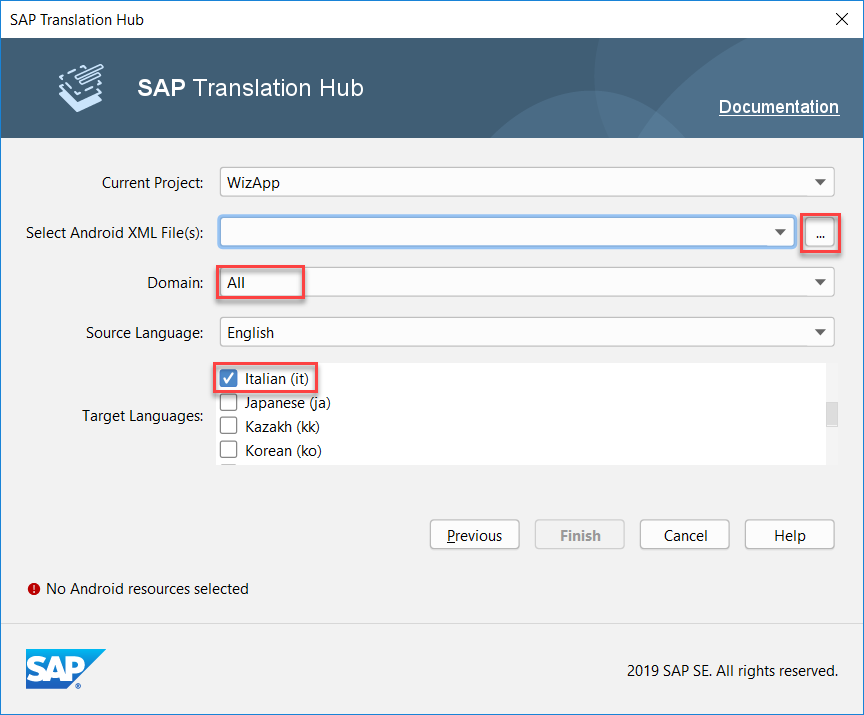 SAP Translation Hub
SAP Translation Hub
Documentation
Current Project: WizApp
Select Android XML File(s): ...
Domain: All
Source Language: English
Target Languages:
Italian (it)
Japanese (ja)
Kazakh (kk)
Korean (ko)
Previous Finish Cancel Help
No Android resources selected
SAP®
2019 SAP SE. All rights reserved.